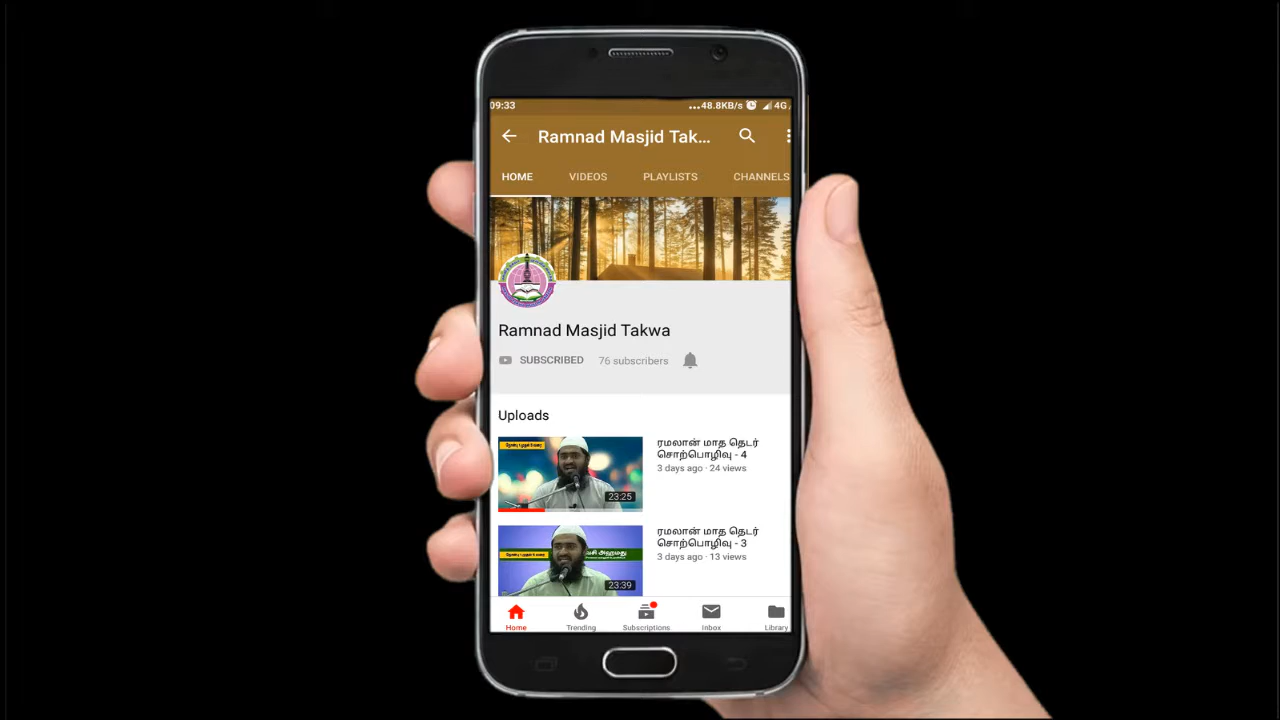 09:33
...48.8KB/s 4G
Ramnad Masjid Tak...
HOME VIDEOS PLAYLISTS CHANNELS
Ramnad Masjid Takwa
SUBSCRIBED 76 subscribers
Uploads
ரமலான் மாத தெடர்
சொற்பொழிவு - 4
3 days ago · 24 views
23:25
ரமலான் மாத தெடர்
சொற்பொழிவு - 3
3 days ago · 13 views
23:39
Home Trending Subscriptions Inbox Library